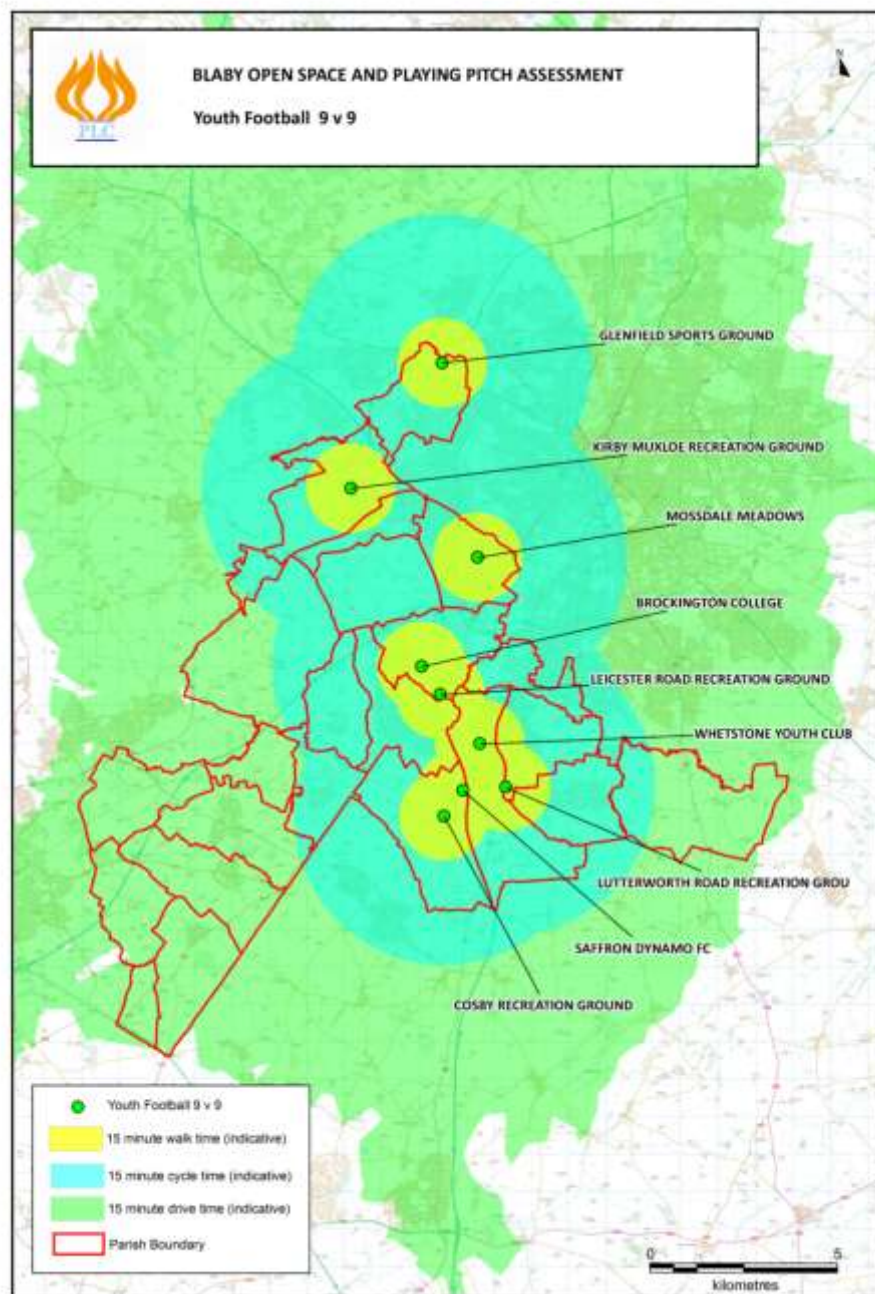 BLABY OPEN SPACE AND PLAYING PITCH ASSESSMENT
Youth Football 9 v 9
PLC
N
GLENFIELD SPORTS GROUND
KIRBY MUXLOE RECREATION GROUND
MOSSDALE MEADOWS
BROCKINGTON COLLEGE
LEICESTER ROAD RECREATION GROUND
WHETSTONE YOUTH CLUB
LUTTERWORTH ROAD RECREATION GROU
SAFFRON DYNAMO FC
COSBY RECREATION GROUND
Youth Football 9 v 9
15 minute walk time (indicative)
15 minute cycle time (indicative)
15 minute drive time (indicative)
Parish Boundary
0 5
kilometres